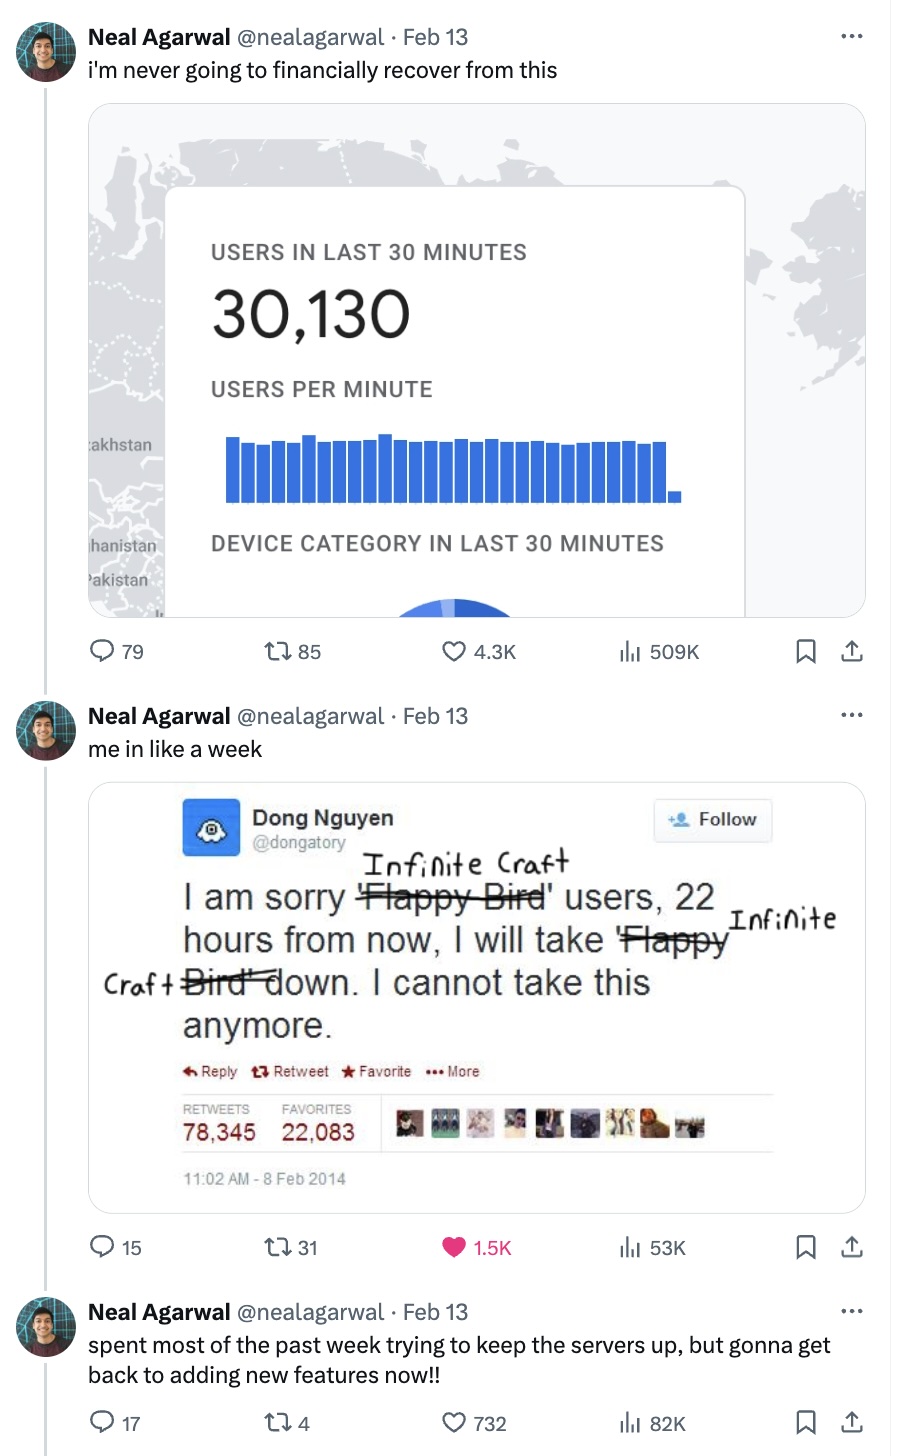 Neal Agarwal @nealagarwal · Feb 13
i'm never going to financially recover from this
USERS IN LAST 30 MINUTES
30,130
USERS PER MINUTE
zakhstan
hanistan
Pakistan
DEVICE CATEGORY IN LAST 30 MINUTES
79 85 4.3K 509K
Neal Agarwal @nealagarwal · Feb 13
me in like a week
Dong Nguyen
@dongatory
Follow
Infinite Craft
I am sorry 'Flappy Bird' users, 22
hours from now, I will take 'Flappy Infinite
Craft Bird' down. I cannot take this
anymore.
Reply Retweet Favorite More
RETWEETS FAVORITES
78,345 22,083
11:02 AM - 8 Feb 2014
15 31 1.5K 53K
Neal Agarwal @nealagarwal · Feb 13
spent most of the past week trying to keep the servers up, but gonna get
back to adding new features now!!
17 4 732 82K